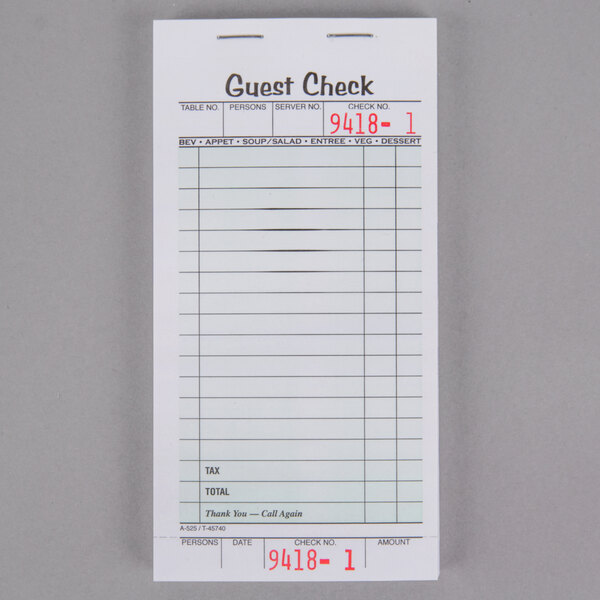 Guest Check
TABLE NO. PERSONS SERVER NO. CHECK NO.
9418- 1
BEV • APPET • SOUP/SALAD • ENTREE • VEG • DESSERT
TAX
TOTAL
Thank You — Call Again
A-525 / T-45740
PERSONS DATE CHECK NO. AMOUNT
9418- 1